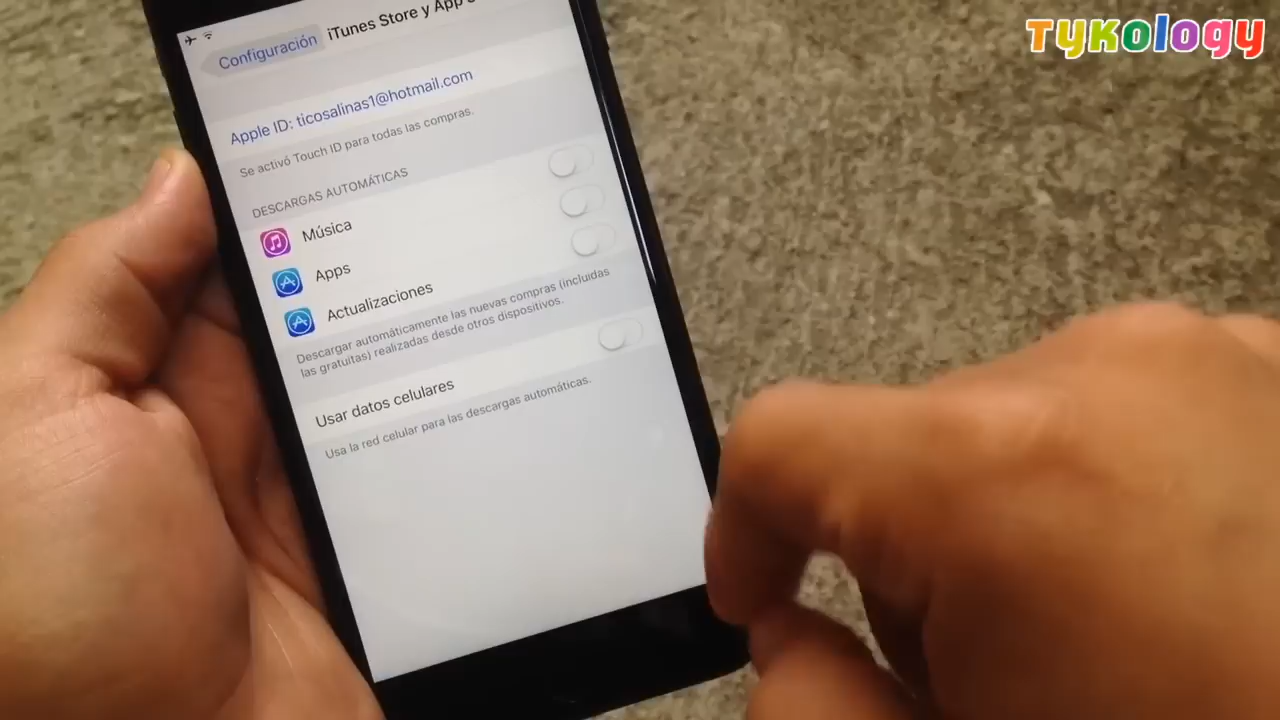 Tykology
Configuración iTunes Store y App
Apple ID: ticosalinas1@hotmail.com
Se activó Touch ID para todas las compras.
DESCARGAS AUTOMÁTICAS
Música
Apps
Actualizaciones
Descargar automáticamente las nuevas compras (incluidas
las gratuitas) realizadas desde otros dispositivos.
Usar datos celulares
Usa la red celular para las descargas automáticas.